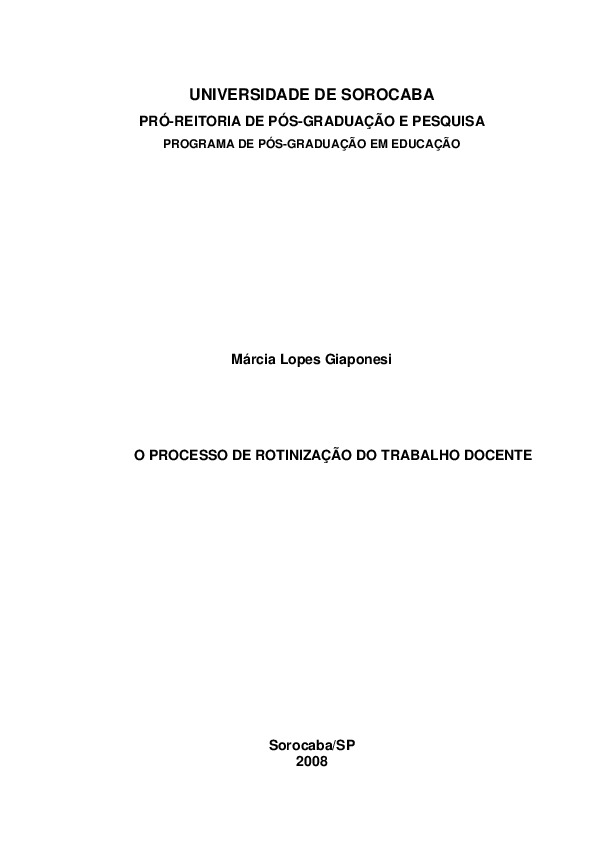 UNIVERSIDADE DE SOROCABA
PRÓ-REITORIA DE PÓS-GRADUAÇÃO E PESQUISA
PROGRAMA DE PÓS-GRADUAÇÃO EM EDUCAÇÃO
Márcia Lopes Giaponesi
O PROCESSO DE ROTINIZAÇÃO DO TRABALHO DOCENTE
Sorocaba/SP
2008